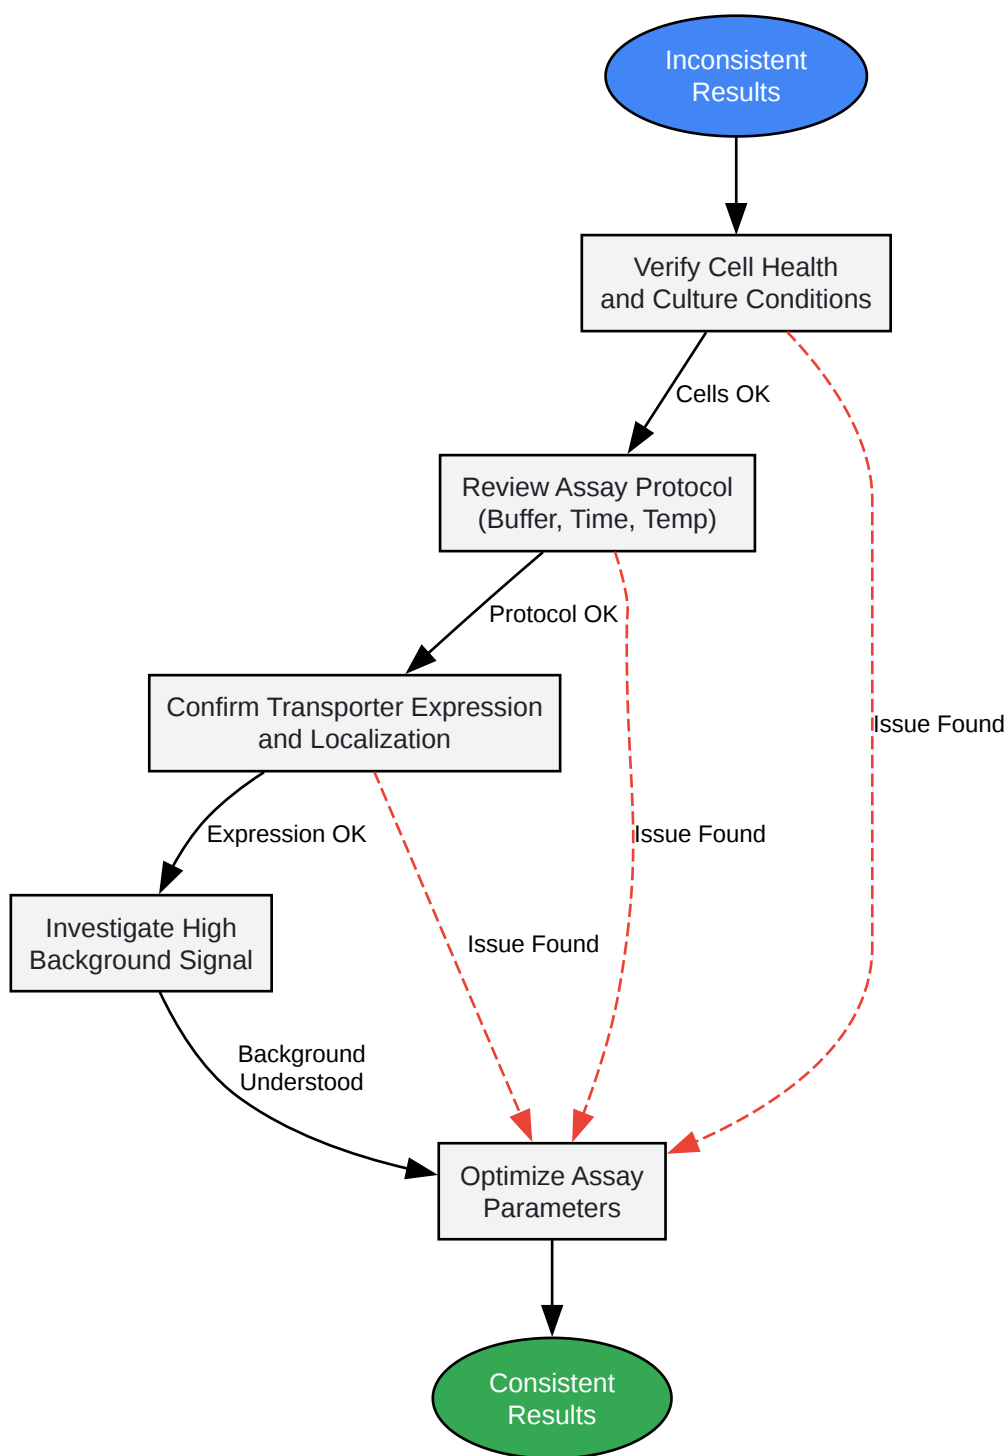 Inconsistent
Results
Verify Cell Health
and Culture Conditions
Cells OK
Review Assay Protocol
(Buffer, Time, Temp)
Protocol OK
Confirm Transporter Expression
and Localization
Issue Found
Expression OK
Issue Found
Investigate High
Background Signal
Issue Found
Background
Understood
Optimize Assay
Parameters
Consistent
Results